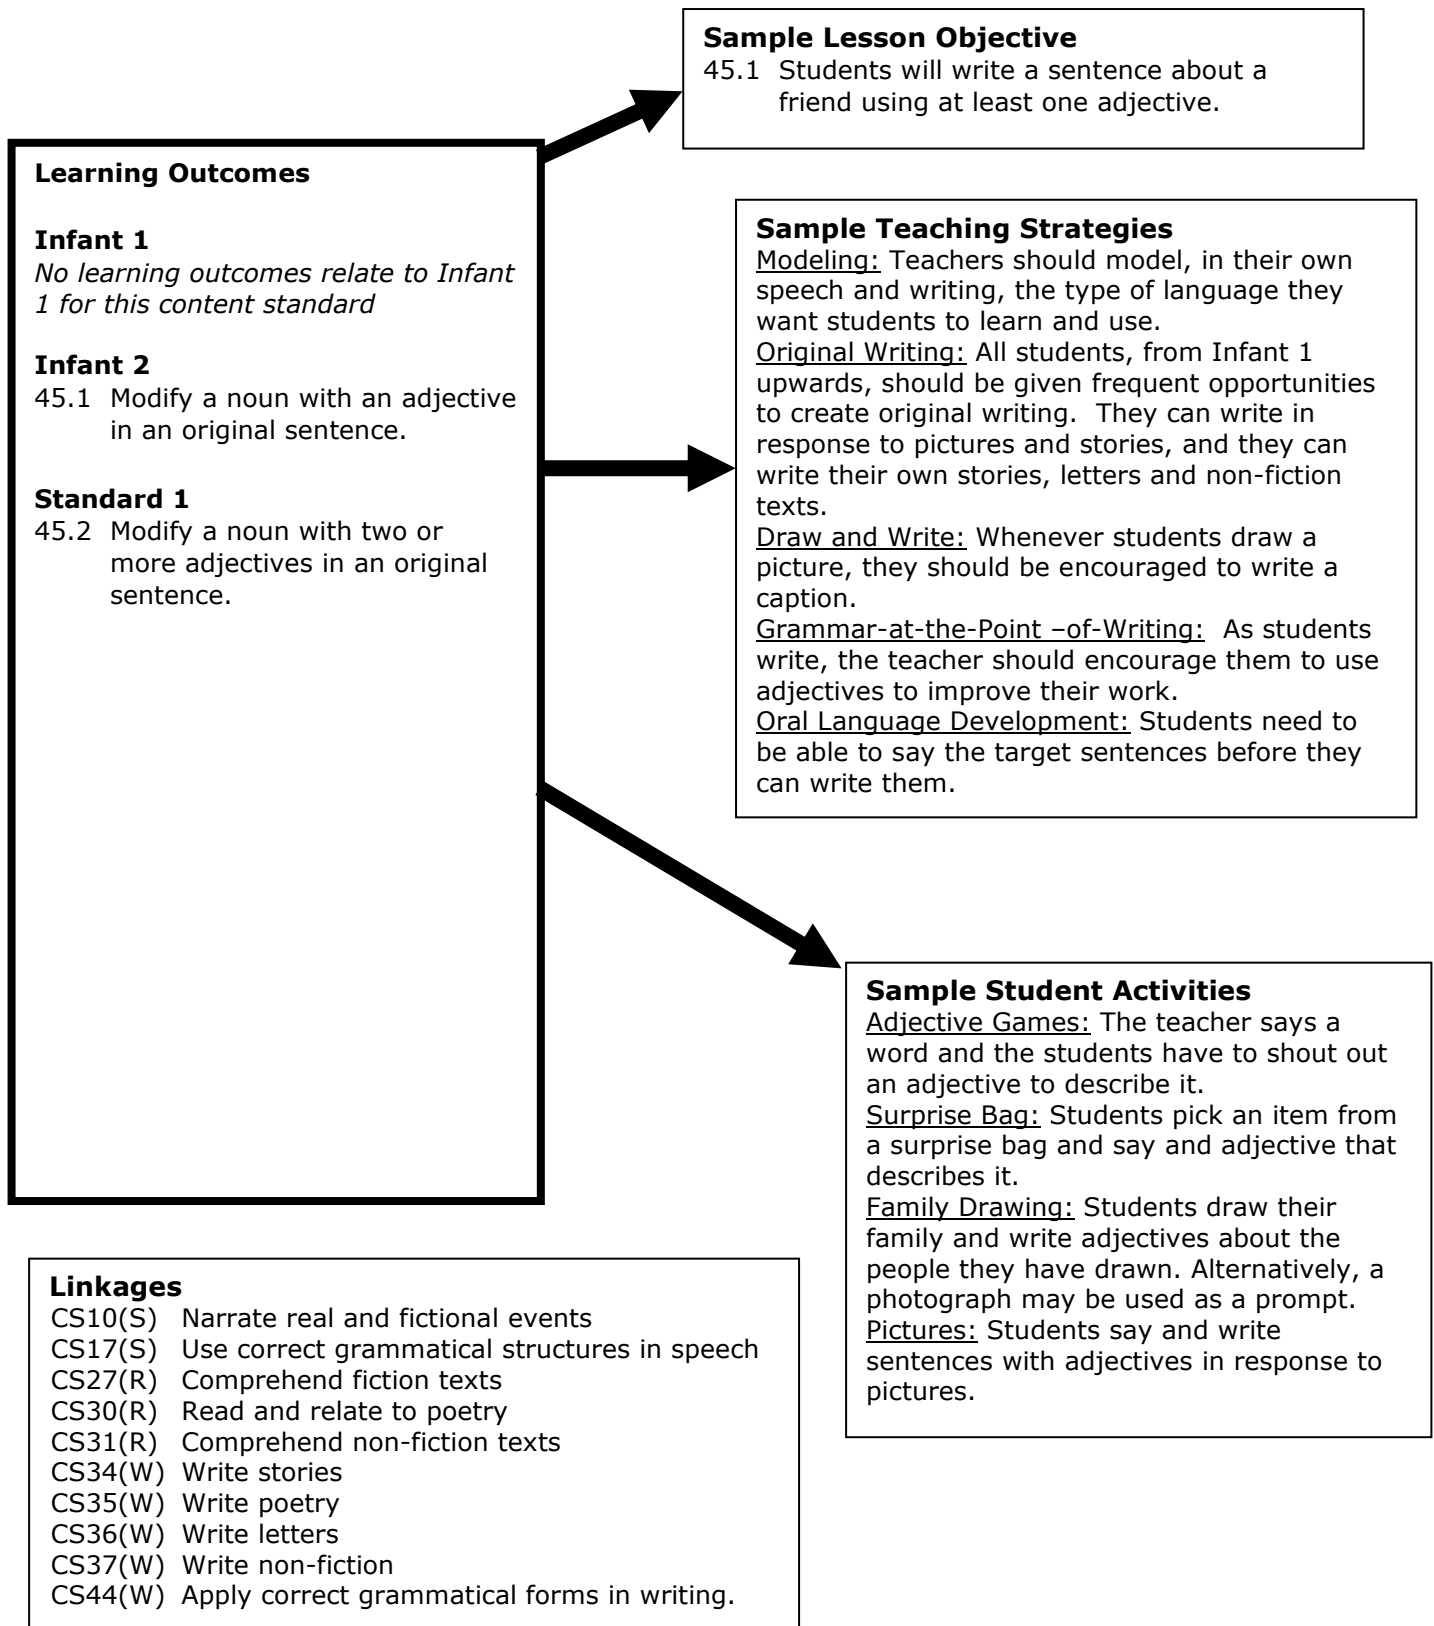 Sample Lesson Objective
45.1 Students will write a sentence about a
friend using at least one adjective.
Learning Outcomes
Infant 1
No learning outcomes relate to Infant
1 for this content standard
Infant 2
45.1 Modify a noun with an adjective
in an original sentence.
Standard 1
45.2 Modify a noun with two or
more adjectives in an original
sentence.
Sample Teaching Strategies
Modeling: Teachers should model, in their own
speech and writing, the type of language they
want students to learn and use.
Original Writing: All students, from Infant 1
upwards, should be given frequent opportunities
to create original writing.  They can write in
response to pictures and stories, and they can
write their own stories, letters and non-fiction
texts.
Draw and Write: Whenever students draw a
picture, they should be encouraged to write a
caption.
Grammar-at-the-Point –of-Writing:  As students
write, the teacher should encourage them to use
adjectives to improve their work.
Oral Language Development: Students need to
be able to say the target sentences before they
can write them.
Sample Student Activities
Adjective Games: The teacher says a
word and the students have to shout out
an adjective to describe it.
Surprise Bag: Students pick an item from
a surprise bag and say and adjective that
describes it.
Family Drawing: Students draw their
family and write adjectives about the
people they have drawn. Alternatively, a
photograph may be used as a prompt.
Pictures: Students say and write
sentences with adjectives in response to
pictures.
Linkages
CS10(S) Narrate real and fictional events
CS17(S) Use correct grammatical structures in speech
CS27(R) Comprehend fiction texts
CS30(R) Read and relate to poetry
CS31(R) Comprehend non-fiction texts
CS34(W) Write stories
CS35(W) Write poetry
CS36(W) Write letters
CS37(W) Write non-fiction
CS44(W) Apply correct grammatical forms in writing.